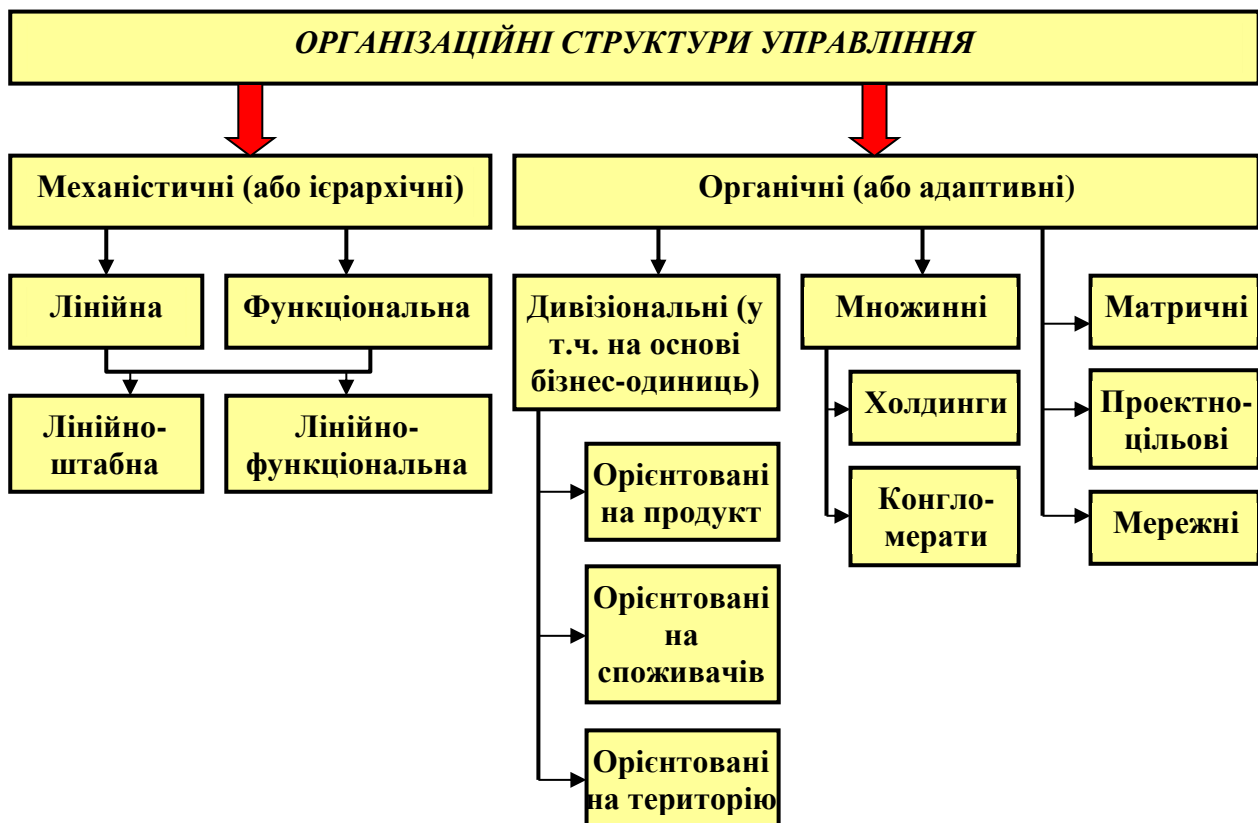 ОРГАНІЗАЦІЙНІ СТРУКТУРИ УПРАВЛІННЯ
Механістичні (або ієрархічні)
Органічні (або адаптивні)
Лінійна
Функціональна
Лінійно-
штабна
Лінійно-
функціональна
Дивізіональні (у
т.ч. на основі
бізнес-одиниць)
Орієнтовані
на продукт
Орієнтовані
на
споживачів
Орієнтовані
на територію
Множинні
Холдинги
Конгло-
мерати
Матричні
Проектно-
цільові
Мережні